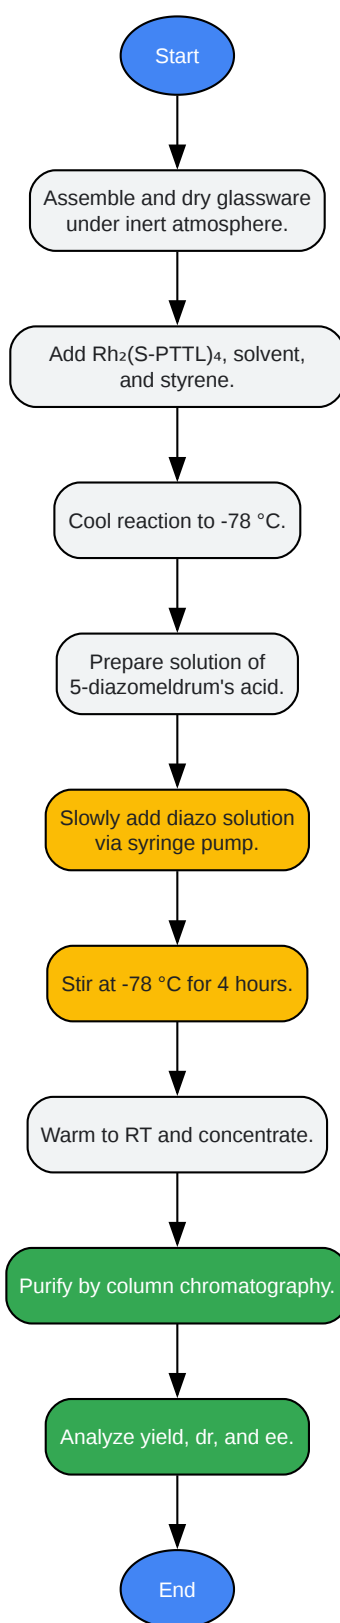 Start
Assemble and dry glassware
under inert atmosphere.
Add Rh₂(S-PTTL)₄, solvent,
and styrene.
Cool reaction to -78 °C.
Prepare solution of
5-diazomeldrum's acid.
Slowly add diazo solution
via syringe pump.
Stir at -78 °C for 4 hours.
Warm to RT and concentrate.
Purify by column chromatography.
Analyze yield, dr, and ee.
End